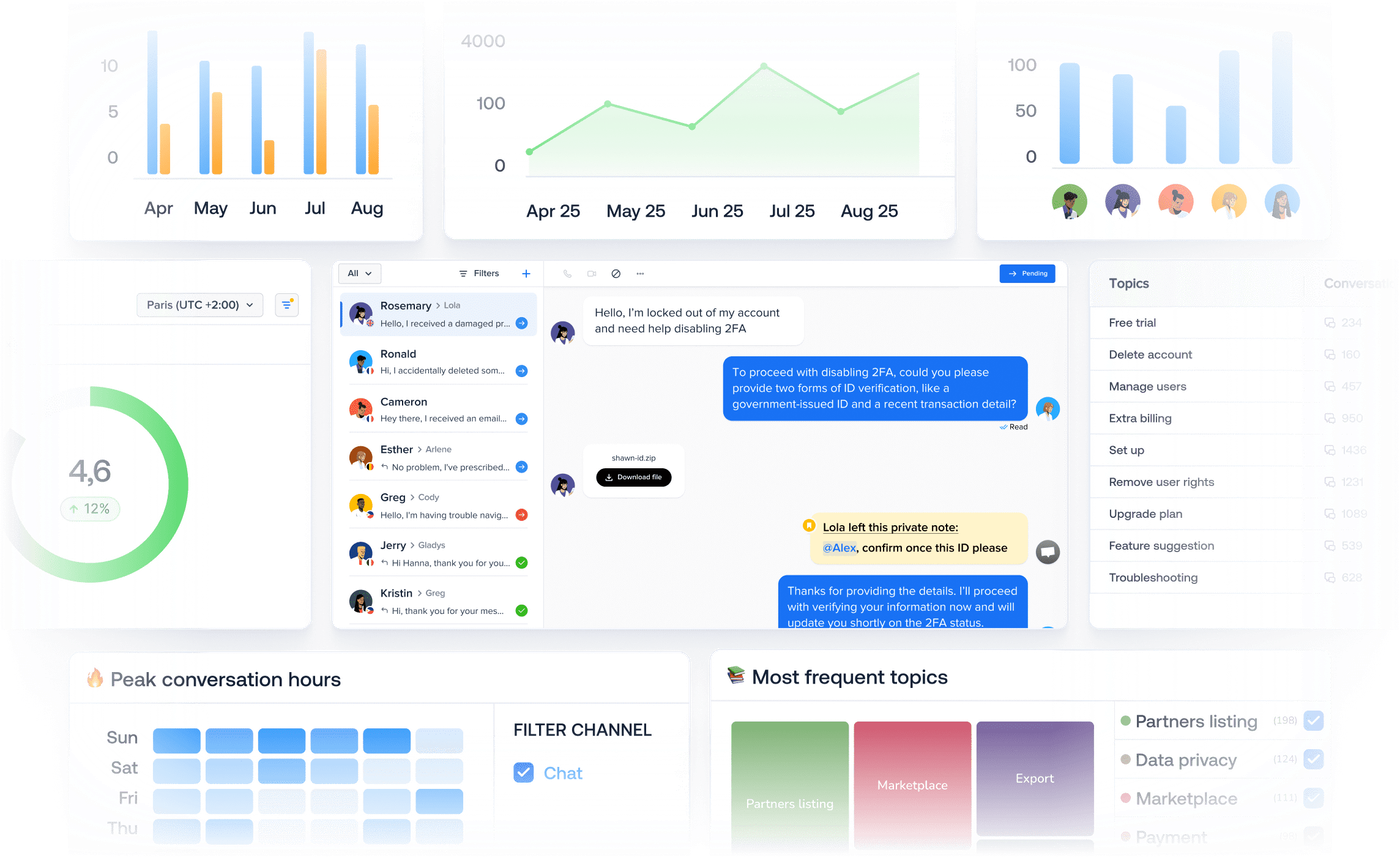 10
5
0
Apr May Jun Jul Aug
4000
100
0
Apr 25 May 25 Jun 25 Jul 25 Aug 25
100
50
0
Paris (UTC +2:00)
4,6
12%
All
Filters
Pending
Rosemary > Lola
Hello, I received a damaged pr...
Ronald
Hi, I accidentally deleted som...
Cameron
Hey there, I received an email...
Esther > Arlene
No problem, I've prescribed...
Greg > Cody
Hello, I'm having trouble navig...
Jerry > Gladys
Hi Hanna, thank you for you...
Kristin > Greg
Hi, thank you for your mes...
Hello, I'm locked out of my account
and need help disabling 2FA
To proceed with disabling 2FA, could you please
provide two forms of ID verification, like a
government-issued ID and a recent transaction detail?
Read
shawn-id.zip
Download file
Lola left this private note:
@Alex, confirm once this ID please
Thanks for providing the details. I'll proceed
with verifying your information now and will
update you shortly on the 2FA status.
Topics Conversatio
Free trial 234
Delete account 160
Manage users 457
Extra billing 950
Set up 1436
Remove user rights 1231
Upgrade plan 1089
Feature suggestion 539
Troubleshooting 628
🔥 Peak conversation hours
Sun
Sat
Fri
Thu
FILTER CHANNEL
Chat
📚 Most frequent topics
Partners listing
Marketplace
Export
Partners listing (198)
Data privacy (124)
Marketplace (111)
Payment